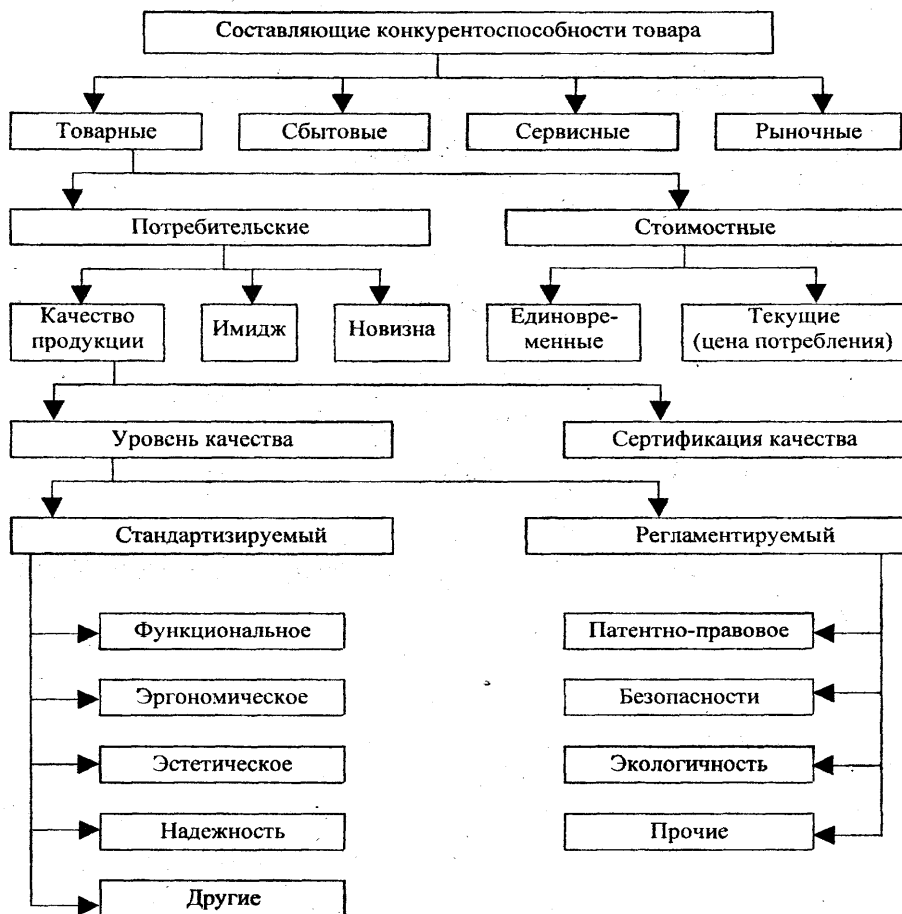 Составляющие конкурентоспособности товара
Товарные
Сбытовые
Сервисные
Рыночные
Потребительские
Стоимостные
Качество
продукции
Имидж
Новизна
Единовре-
менные
Текущие
(цена потребления)
Уровень качества
Сертификация качества
Стандартизируемый
Регламентируемый
Функциональное
Патентно-правовое
Эргономическое
Безопасности
Эстетическое
Экологичность
Надежность
Прочие
Другие